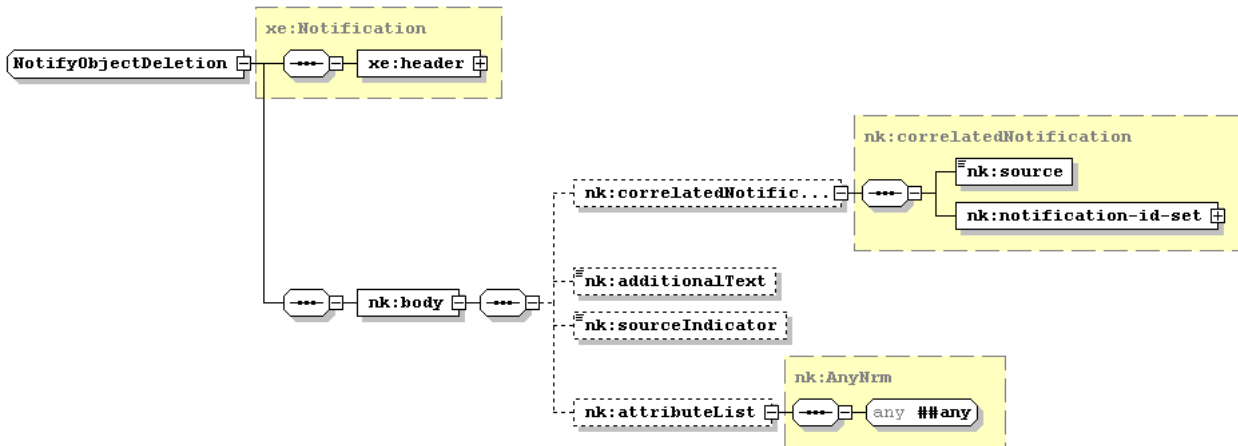 xe:Notification
NotifyObjectDeletion
xe:header
nk:correlatedNotification
nk:source
nk:correlatedNotific...
nk:notification-id-set
nk:additionalText
nk:body
nk:sourceIndicator
nk:AnyNrm
nk:attributeList
any ##any